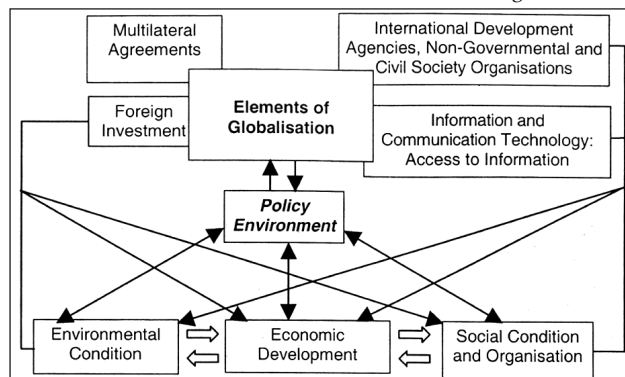 Multilateral
Agreements
International Development
Agencies, Non-Governmental and
Civil Society Organisations
Elements of
Globalisation
Foreign
Investment
Information and
Communication Technology:
Access to Information
Policy
Environment
Environmental
Condition
Economic
Development
Social Condition
and Organisation